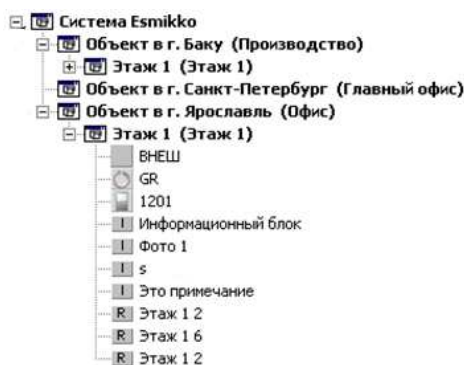 Система Esmikko
Объект в г. Баку (Производство)
Этаж 1 (Этаж 1)
Объект в г. Санкт-Петербург (Главный офис)
Объект в г. Ярославль (Офис)
Этаж 1 (Этаж 1)
ВНЕШ
GR
1201
I Информационный блок
I Фото 1
I s
I Это примечание
R Этаж 1 2
R Этаж 1 6
R Этаж 1 2